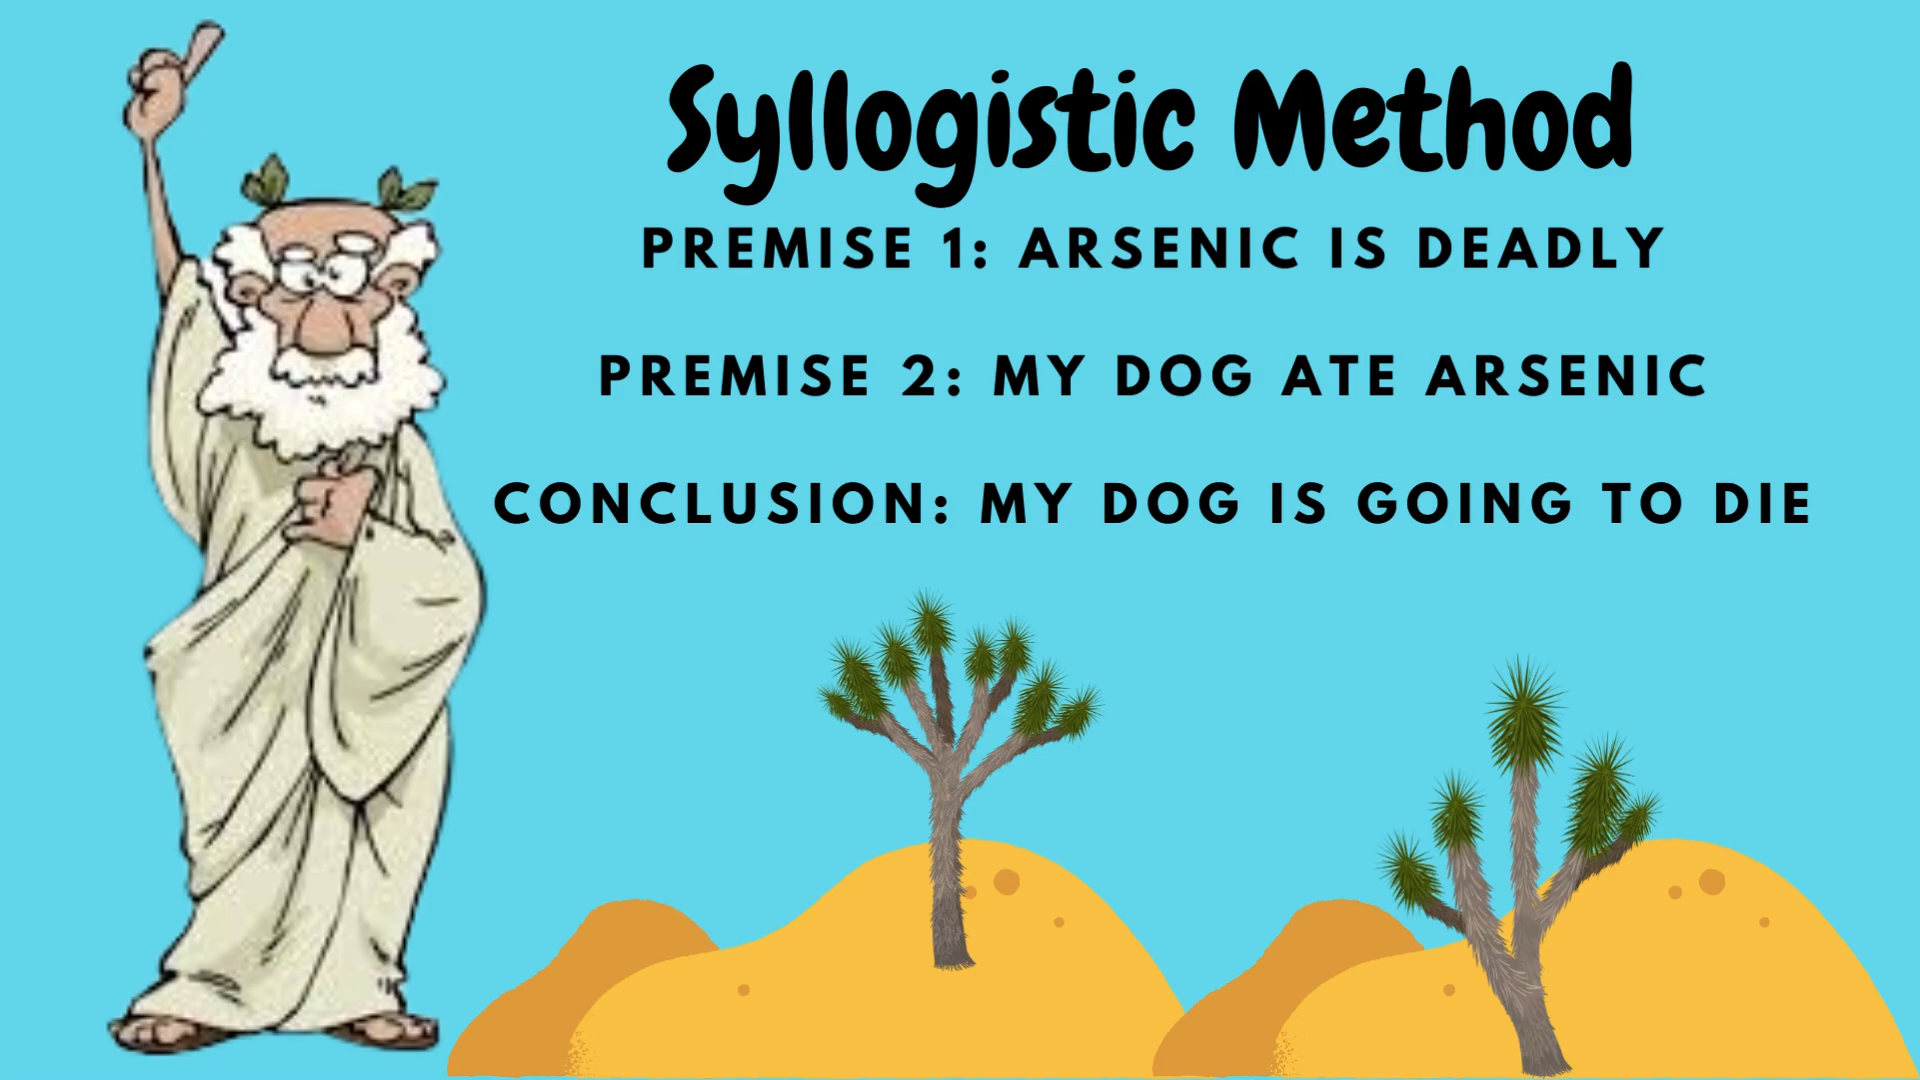 Syllogistic Method
PREMISE 1: ARSENIC IS DEADLY
PREMISE 2: MY DOG ATE ARSENIC
CONCLUSION: MY DOG IS GOING TO DIE